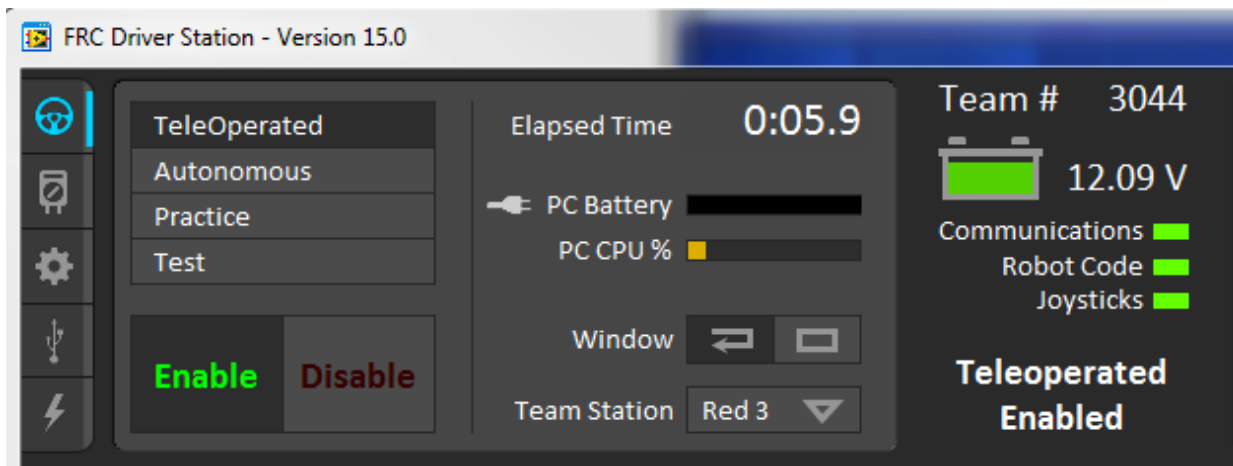 FRC Driver Station - Version 15.0
TeleOperated
Autonomous
Practice
Test
Enable Disable
Elapsed Time 0:05.9
PC Battery
PC CPU %
Window
Team Station Red 3
Team # 3044
12.09 V
Communications
Robot Code
Joysticks
Teleoperated
Enabled